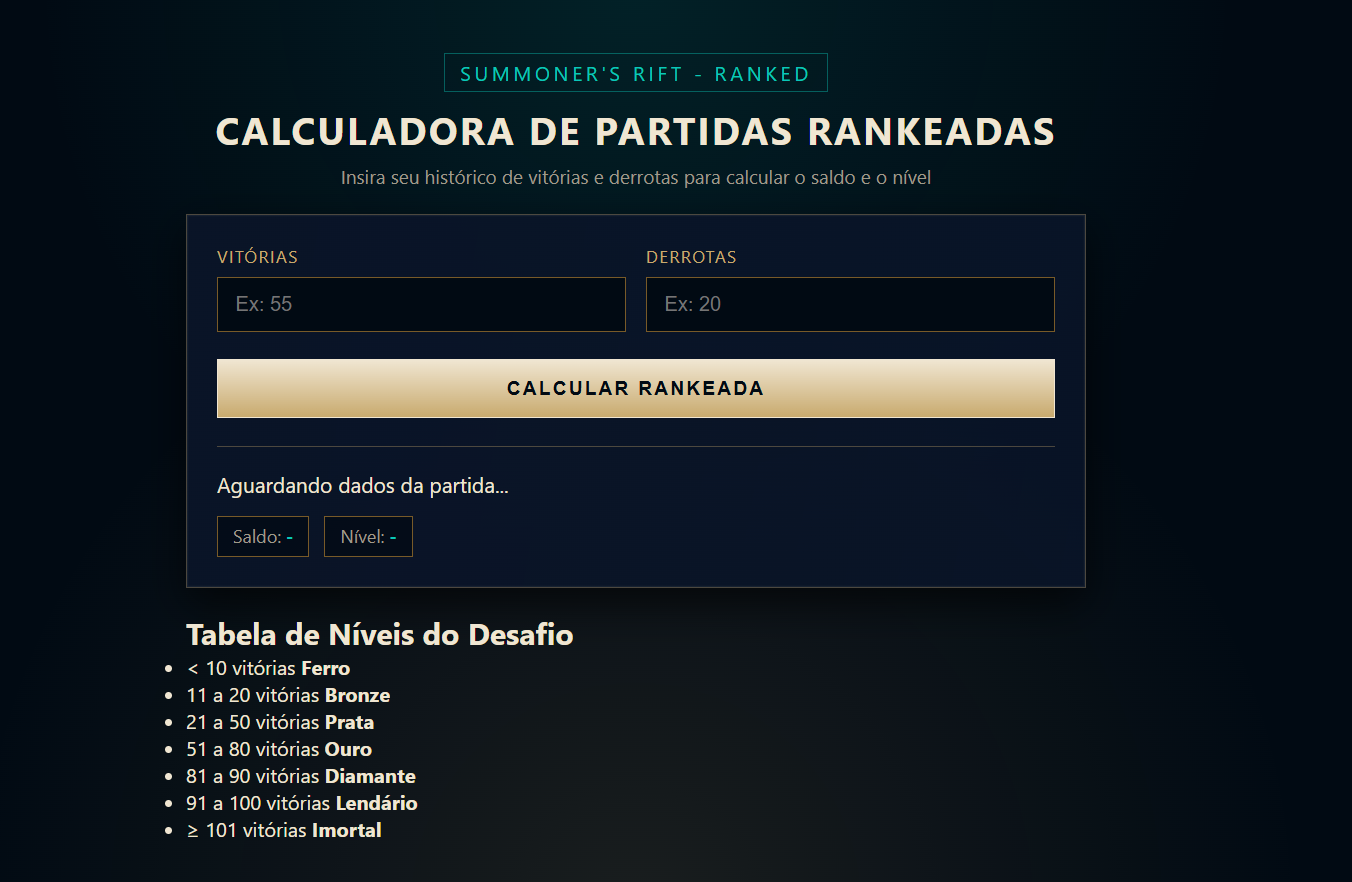 SUMMONER'S RIFT - RANKED
CALCULADORA DE PARTIDAS RANKEADAS
Insira seu histórico de vitórias e derrotas para calcular o saldo e o nível
VITÓRIAS DERROTAS
Ex: 55 Ex: 20
CALCULAR RANKEADA
Aguardando dados da partida...
Saldo: - Nível: -
Tabela de Níveis do Desafio
• < 10 vitórias Ferro
• 11 a 20 vitórias Bronze
• 21 a 50 vitórias Prata
• 51 a 80 vitórias Ouro
• 81 a 90 vitórias Diamante
• 91 a 100 vitórias Lendário
• ≥ 101 vitórias Imortal